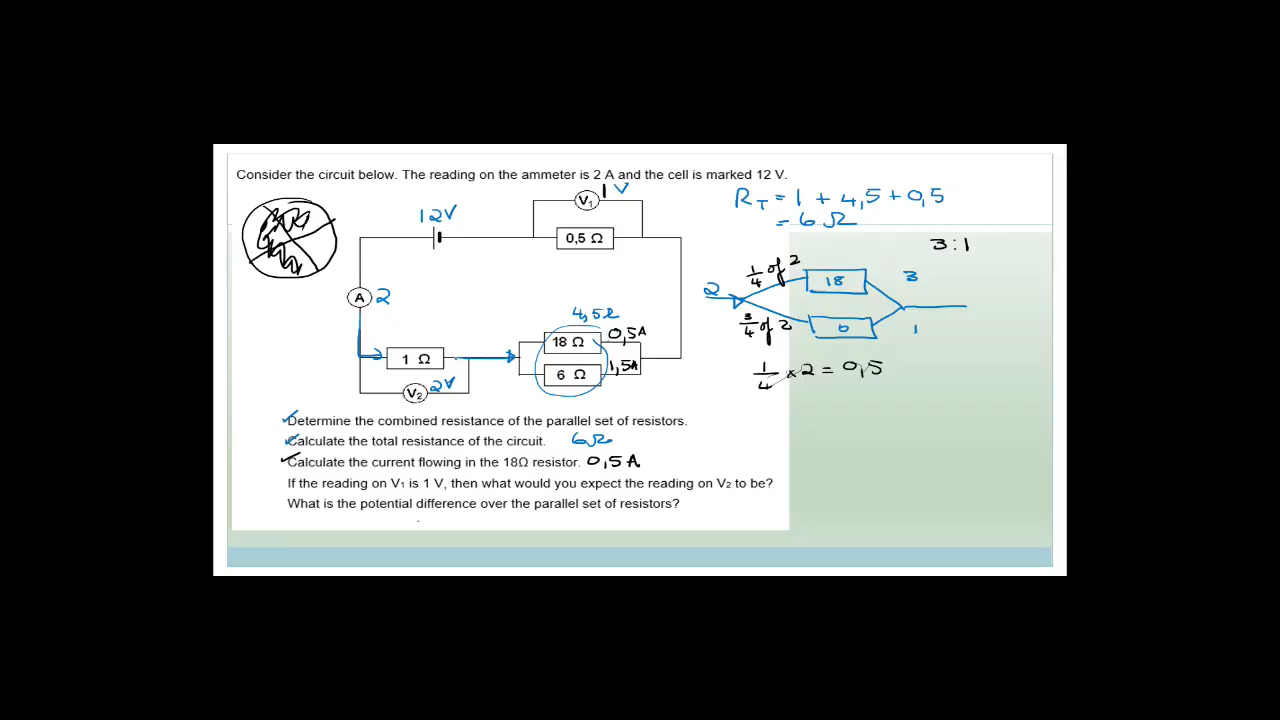 Consider the circuit below. The reading on the ammeter is 2 A and the cell is marked 12 V.
1 V
V1
12V
0,5 Ω
RT = 1 + 4,5 + 0,5
= 6 Ω
3:1
A 2
4,5Ω
18 Ω 0,5A
6 Ω 1,5A
1 Ω
V2 2V
2
1/4 of 2
18
3
3/4 of 2
6
1
1/4 × 2 = 0,5
Determine the combined resistance of the parallel set of resistors.
Calculate the total resistance of the circuit. 6Ω
Calculate the current flowing in the 18Ω resistor. 0,5 A
If the reading on V1 is 1 V, then what would you expect the reading on V2 to be?
What is the potential difference over the parallel set of resistors?